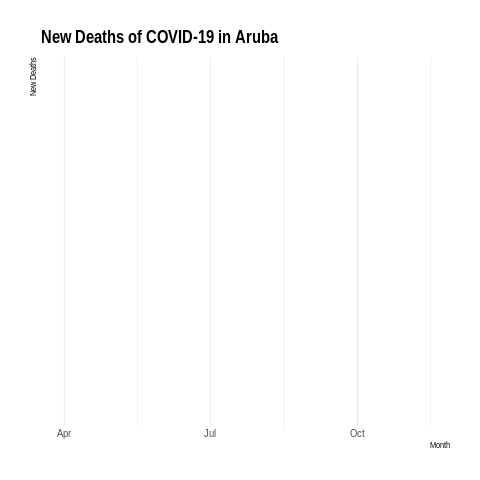 New Deaths of COVID-19 in Aruba
New Deaths
Apr
Jul
Oct
Month